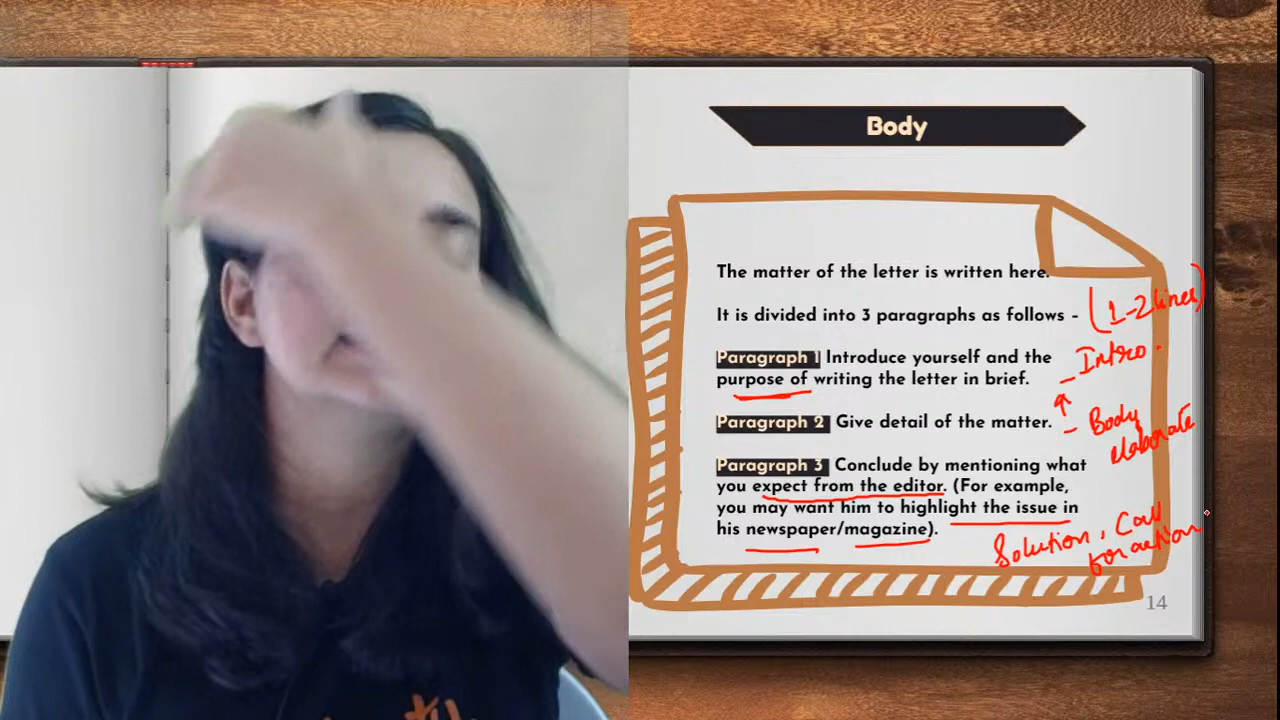 Body
The matter of the letter is written here.
It is divided into 3 paragraphs as follows -
(1-2 lines)
Paragraph 1 Introduce yourself and the
purpose of writing the letter in brief.
- Intro.
Paragraph 2 Give detail of the matter.
- Body
elaborate
Paragraph 3 Conclude by mentioning what
you expect from the editor. (For example,
you may want him to highlight the issue in
his newspaper/magazine).
Solution, Call
for action
14